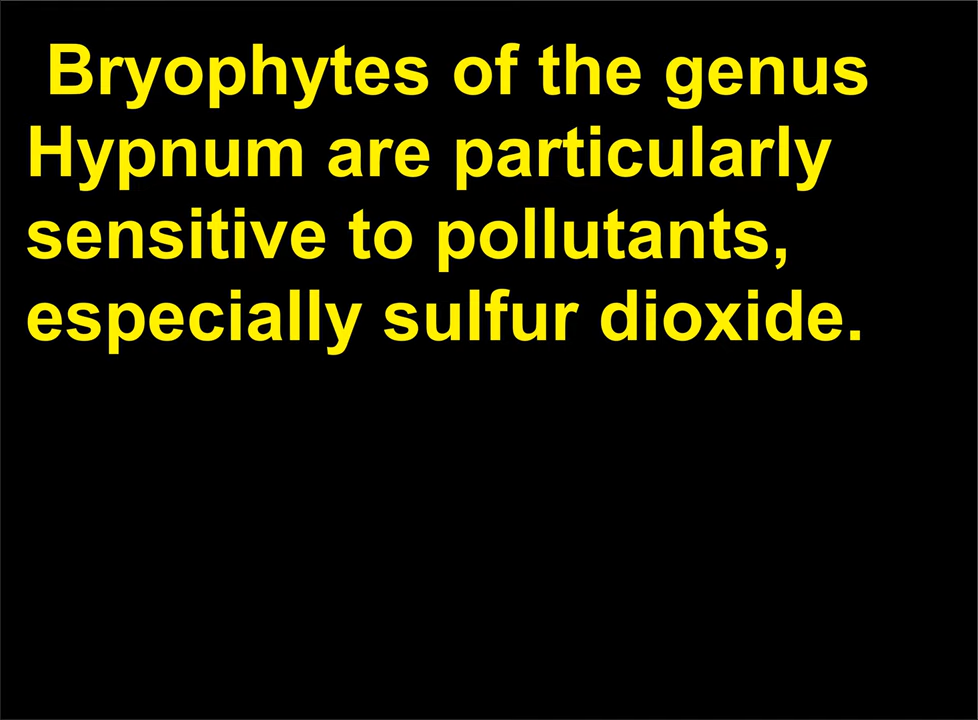 Bryophytes of the genus
Hypnum are particularly
sensitive to pollutants,
especially sulfur dioxide.